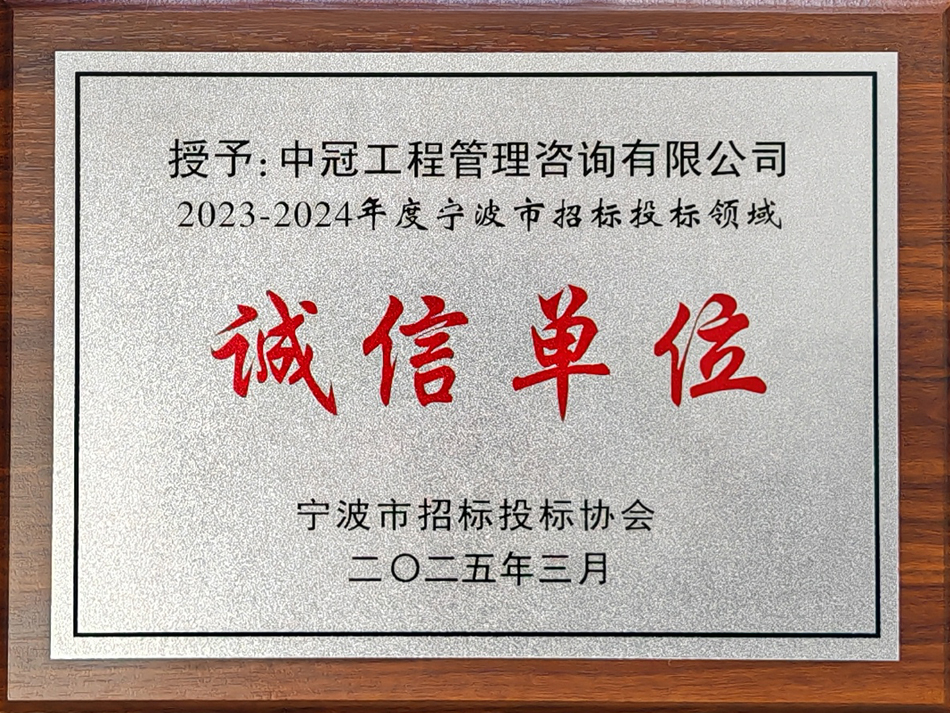 授予:中冠工程管理咨询有限公司
2023-2024年度宁波市招标投标领域
诚信单位
宁波市招标投标协会
二〇二五年三月